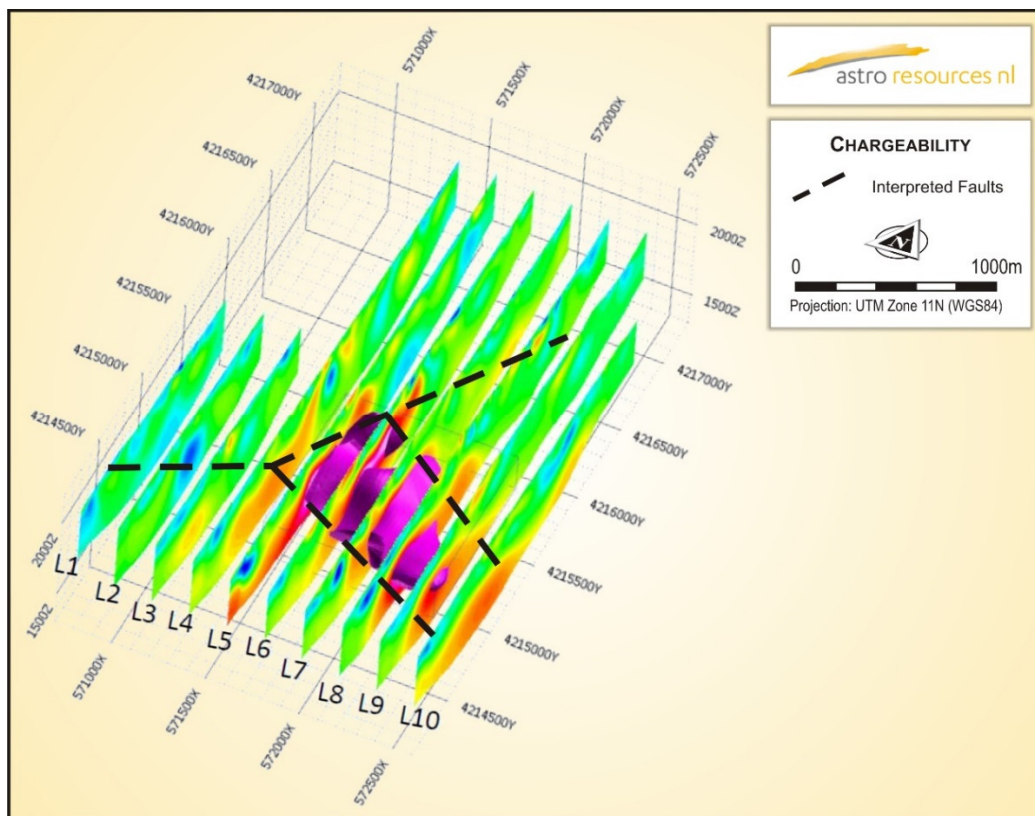 571000X
571500X
572000X
572500X
4217000Y
4216500Y
4216000Y
4215500Y
4215000Y
4214500Y
2000Z
1500Z
2000Z
1500Z
4217000Y
4216500Y
4216000Y
4215500Y
4215000Y
4214500Y
571000X
571500X
572000X
572500X
L1
L2
L3
L4
L5
L6
L7
L8
L9
L10
astro resources nl
CHARGEABILITY
Interpreted Faults
N
0 1000m
Projection: UTM Zone 11N (WGS84)